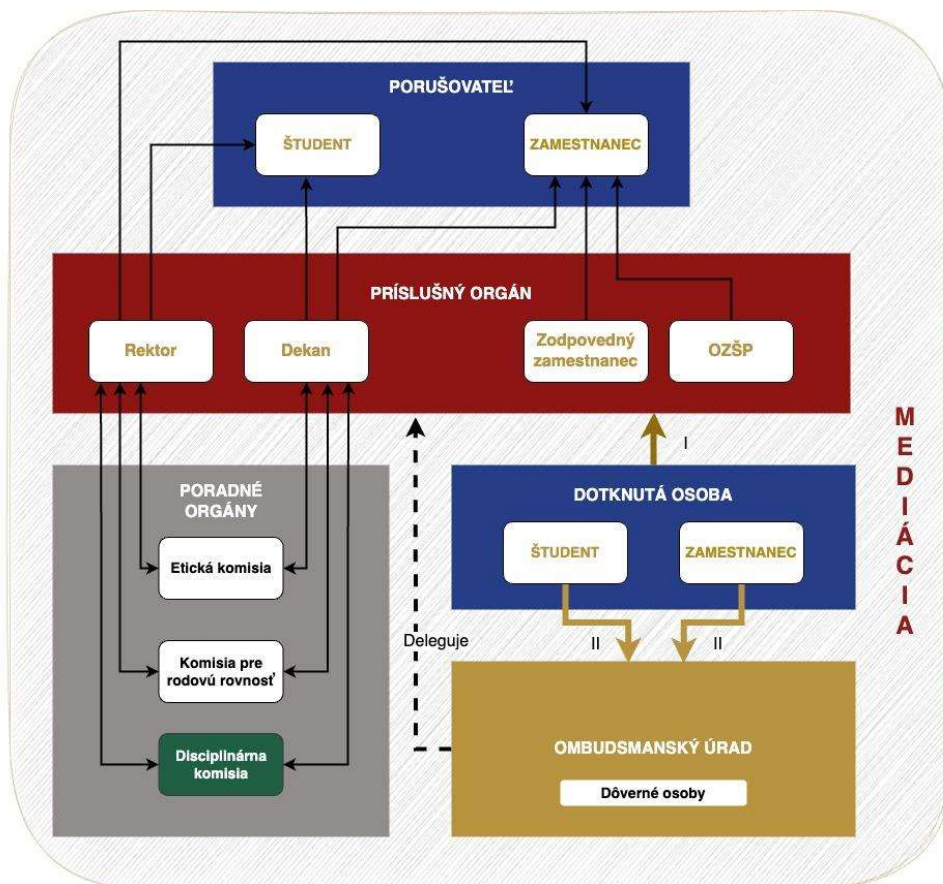 PORUŠOVATEĽ
ŠTUDENT
ZAMESTNANEC
PRÍSLUŠNÝ ORGÁN
Rektor
Dekan
Zodpovedný
zamestnanec
OZŠP
I
PORADNÉ
ORGÁNY
Etická komisia
Komisia pre
rodovú rovnosť
Disciplinárna
komisia
DOTKNUTÁ OSOBA
ŠTUDENT
ZAMESTNANEC
Deleguje
II
II
OMBUDSMANSKÝ ÚRAD
Dôverné osoby
M
E
D
I
Á
C
I
A